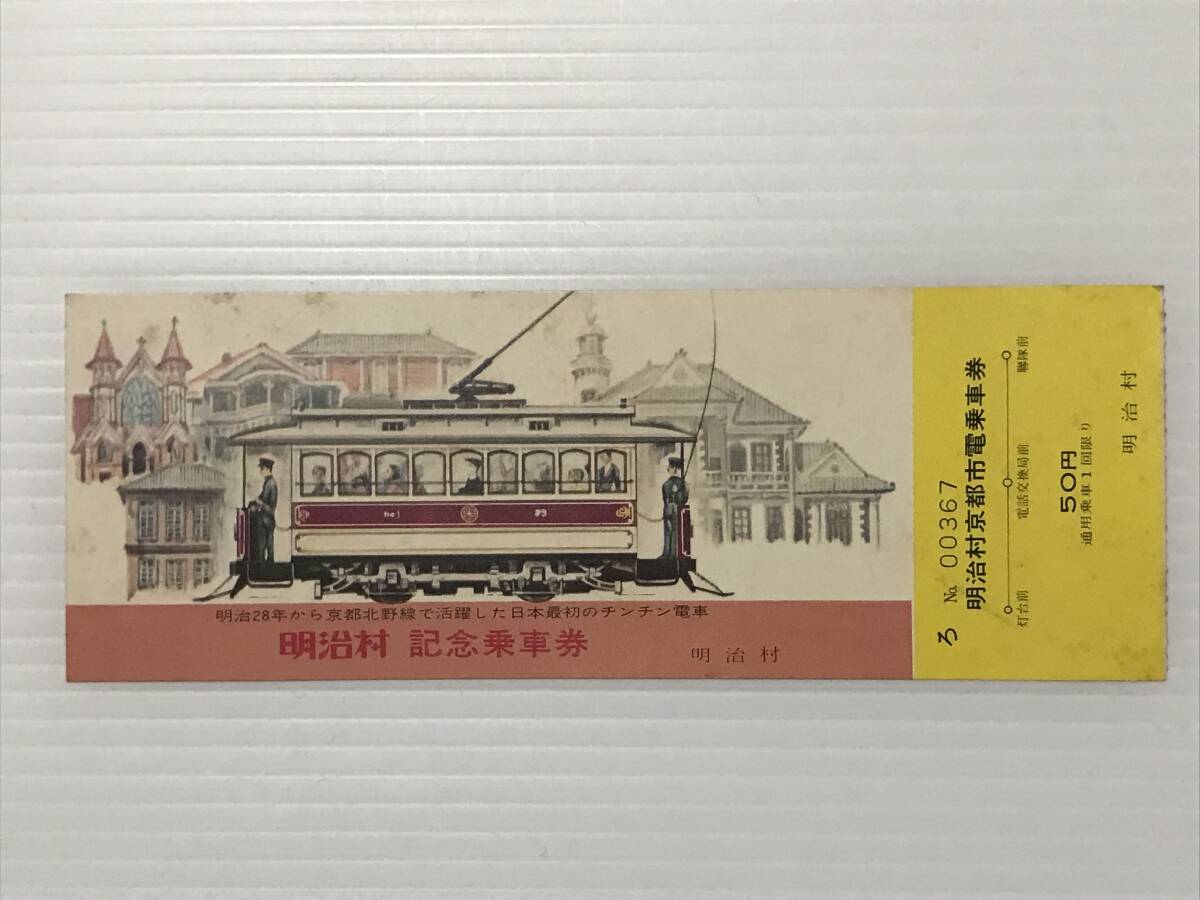 明治28年から京都北野線で活躍した日本最初のチンチン電車
明治村 記念乗車券
明治村
ろ № 00367
明治村京都市電乗車券
灯台前 電話交換局前 聯隊前
50円
通用乗車1回限り
明治村
No 1